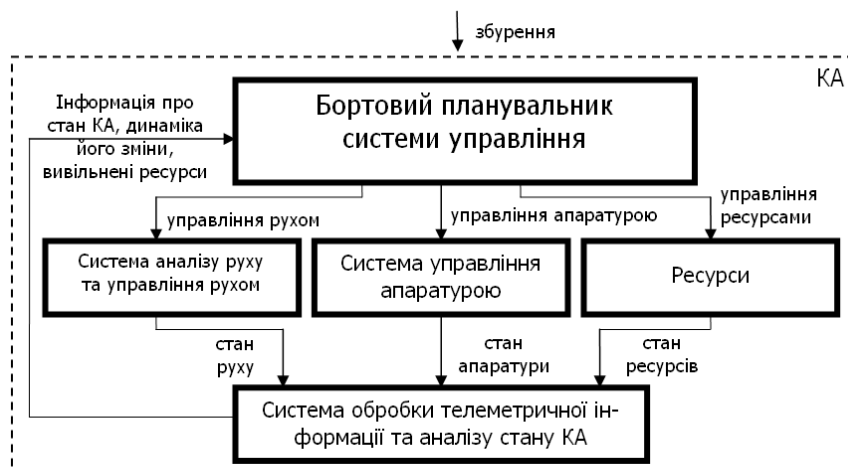 збурення
КА
Інформація про
стан КА, динаміка
його зміни,
вивільнені ресурси
Бортовий планувальник
системи управління
управління рухом
управління апаратурою
управління
ресурсами
Система аналізу руху
та управління рухом
Система управління
апаратурою
Ресурси
стан
руху
стан
апаратури
стан
ресурсів
Система обробки телеметричної ін-
формації та аналізу стану КА